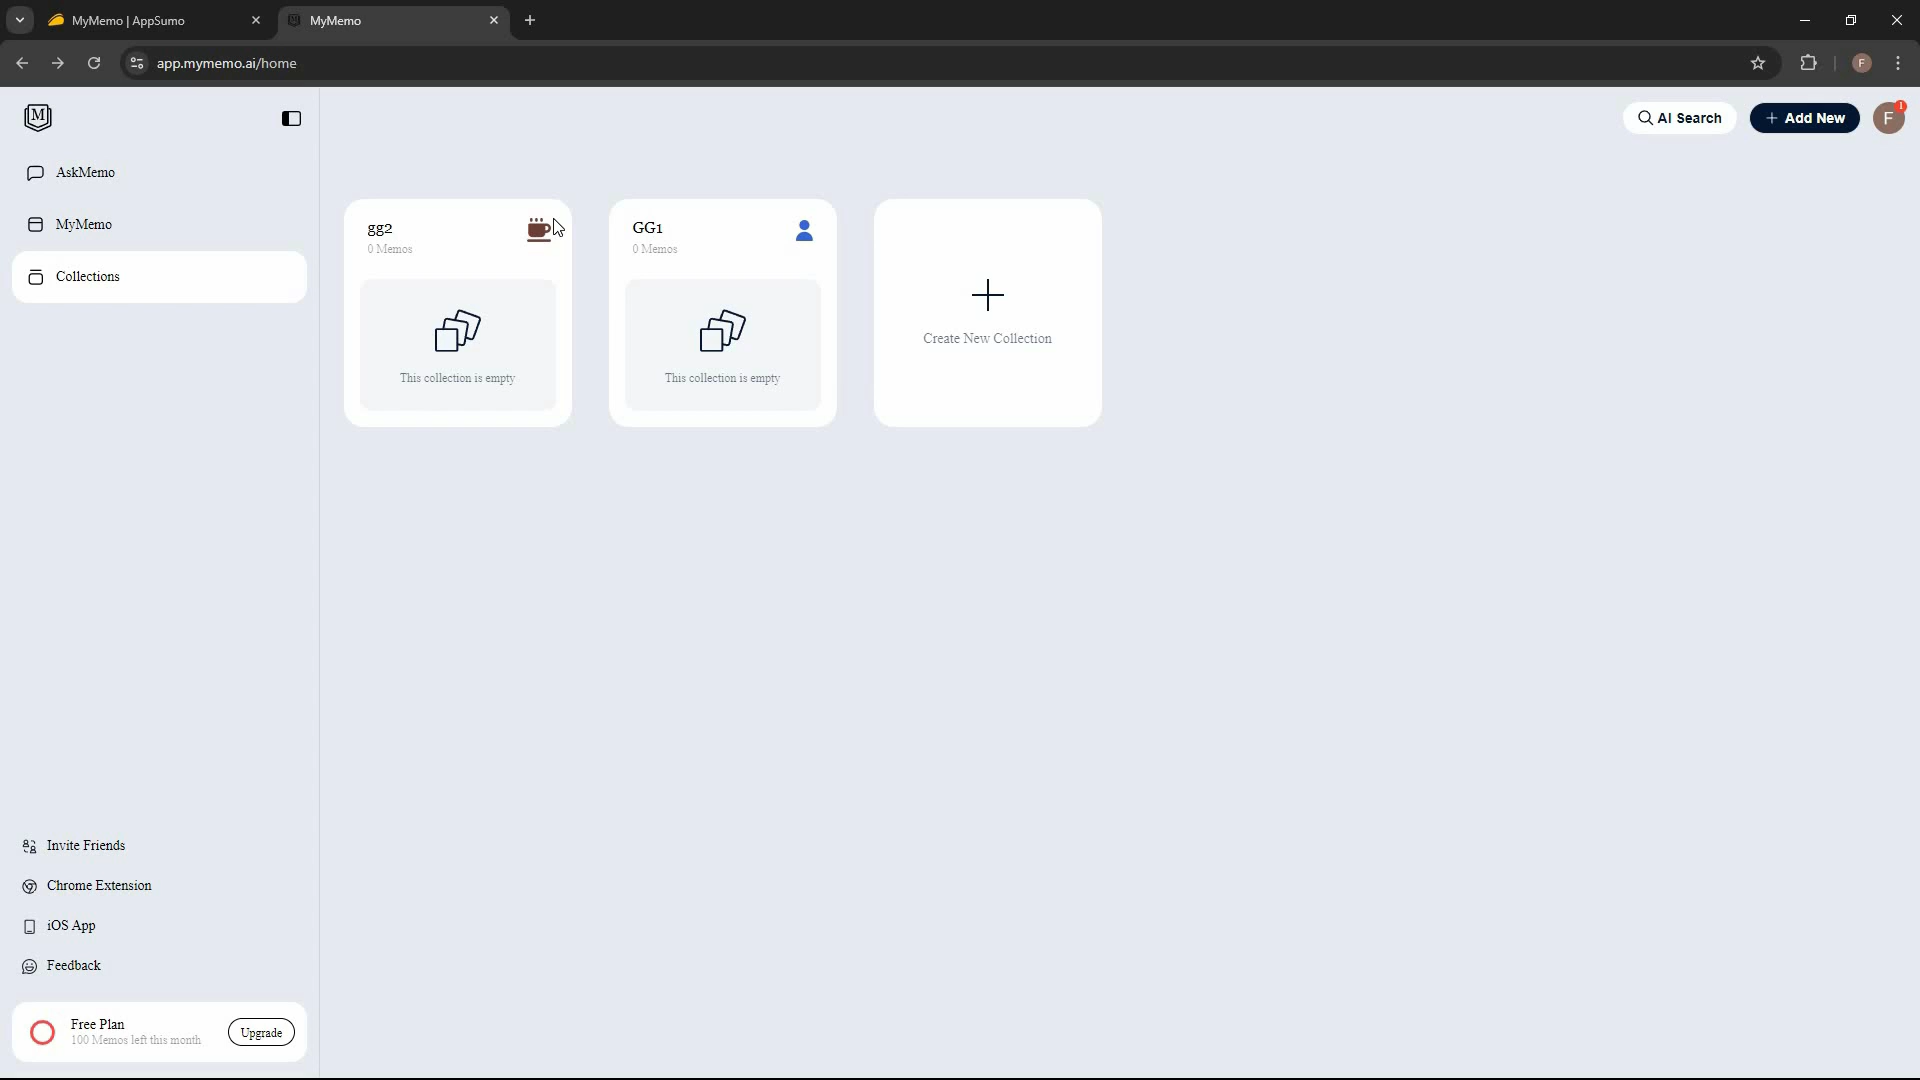 MyMemo | AppSumo
MyMemo
app.mymemo.ai/home
F
M
AI Search
Add New
F
1
AskMemo
MyMemo
Collections
gg2
0 Memos
This collection is empty
GG1
0 Memos
This collection is empty
Create New Collection
Invite Friends
Chrome Extension
iOS App
Feedback
Free Plan
100 Memos left this month
Upgrade